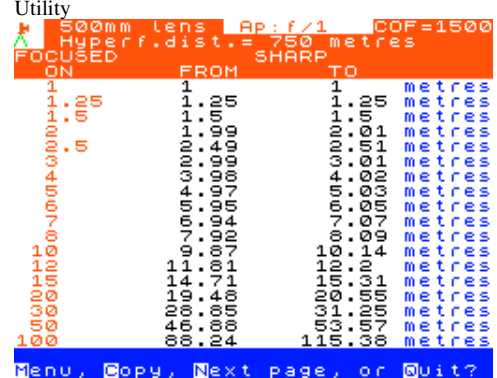 Utility
500mm lens Ap:f/1 COF=1500
Hyperf.dist.= 750 metres
FOCUSED SHARP
ON FROM TO
1 1 1 metres
1.25 1.25 1.25 metres
1.5 1.5 1.5 metres
2 1.99 2.01 metres
2.5 2.49 2.51 metres
3 2.99 3.01 metres
4 3.98 4.02 metres
5 4.97 5.03 metres
6 5.95 6.05 metres
7 6.94 7.07 metres
8 7.92 8.09 metres
10 9.87 10.14 metres
12 11.81 12.2 metres
15 14.71 15.31 metres
20 19.48 20.55 metres
30 28.85 31.25 metres
50 46.88 53.57 metres
100 88.24 115.38 metres
Menu, Copy, Next page, or Quit?